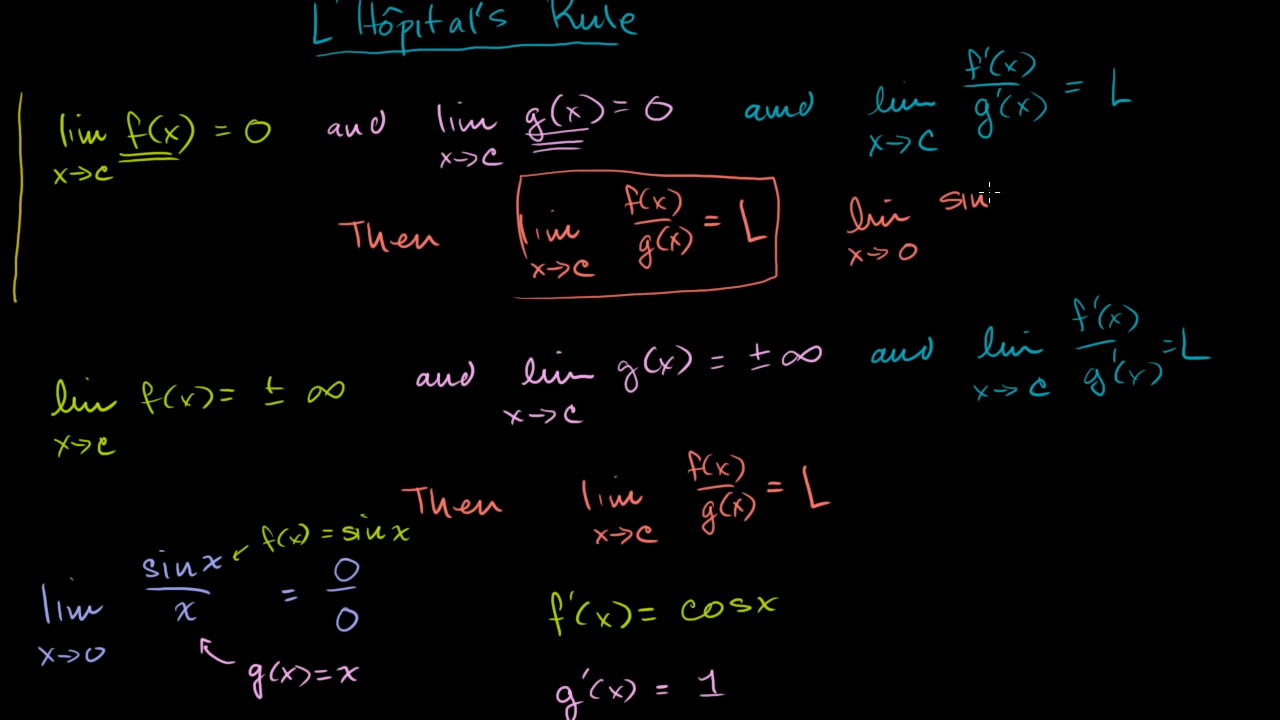 L'Hôpital's Rule
lim x→c f(x) = 0 and lim x→c g(x) = 0 and lim x→c f'(x)/g'(x) = L
Then lim x→c f(x)/g(x) = L lim x→0 sin
lim x→c f(x) = ± ∞ and lim x→c g(x) = ± ∞ and lim x→c f'(x)/g'(x) = L
Then lim x→c f(x)/g(x) = L
f(x) = sin x
lim x→0 sin x/x = 0/0
g(x) = x
f'(x) = cos x
g'(x) = 1